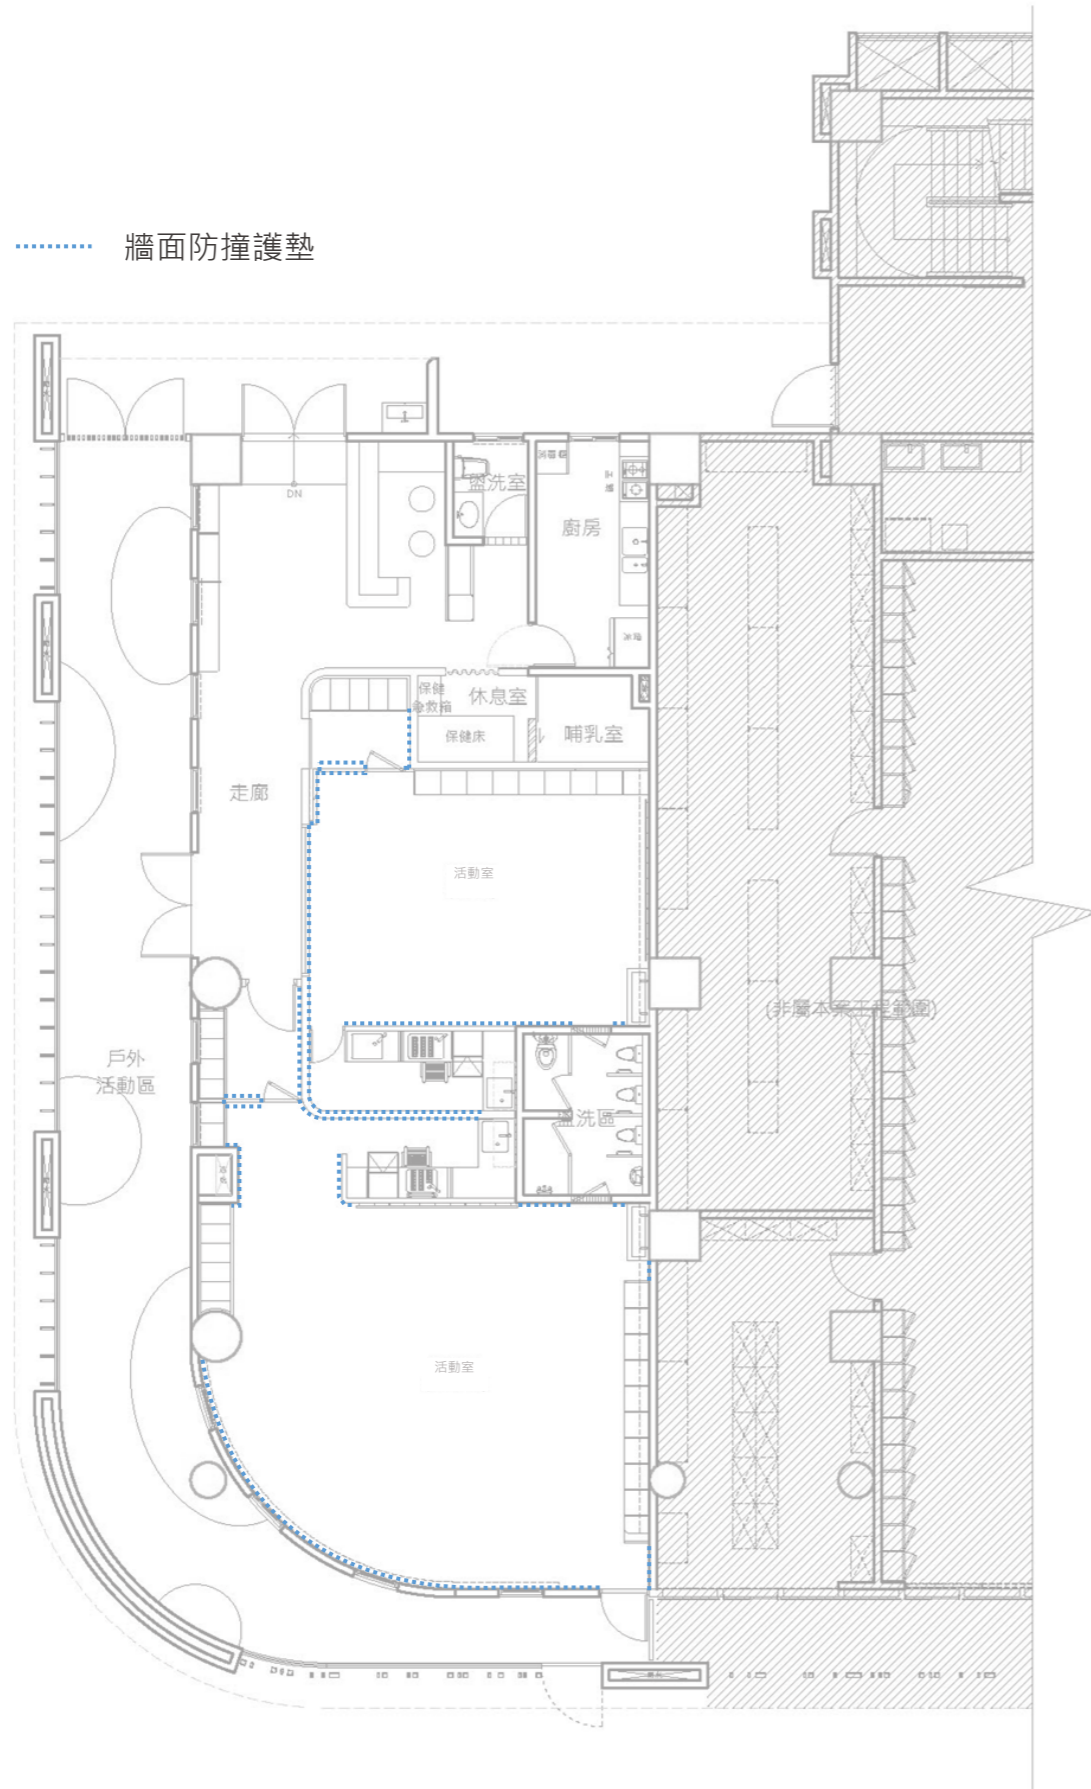 牆面防撞護墊
DN
盥洗室
廚房
保健
急救箱
休息室
保健床
哺乳室
走廊
活動室
(非屬本案工程範圍)
戶外
活動區
盥洗區
活動室